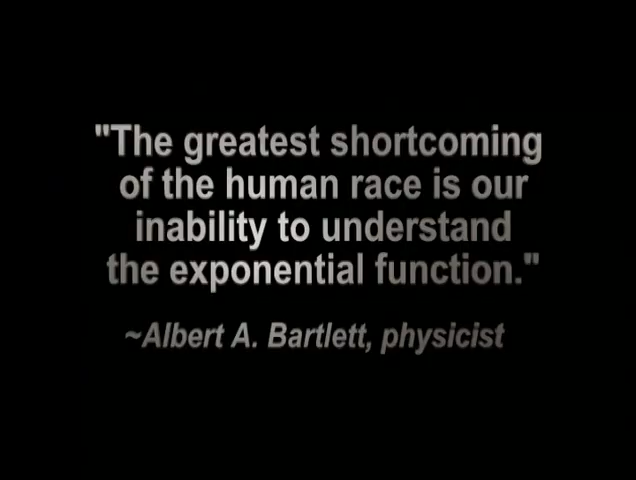 "The greatest shortcoming
of the human race is our
inability to understand
the exponential function."
~Albert A. Bartlett, physicist